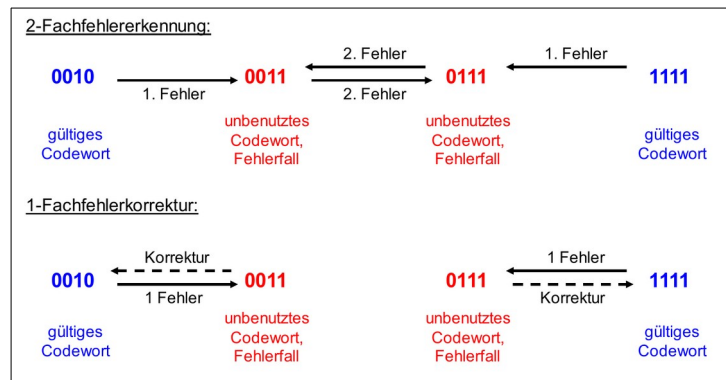 2-Fachfehlererkennung:
2. Fehler
1. Fehler
0010
0011
0111
1111
1. Fehler
2. Fehler
gültiges
Codewort
unbenutztes
Codewort,
Fehlerfall
unbenutztes
Codewort,
Fehlerfall
gültiges
Codewort
1-Fachfehlerkorrektur:
Korrektur
1 Fehler
0010
0011
0111
1111
1 Fehler
Korrektur
gültiges
Codewort
unbenutztes
Codewort,
Fehlerfall
unbenutztes
Codewort,
Fehlerfall
gültiges
Codewort